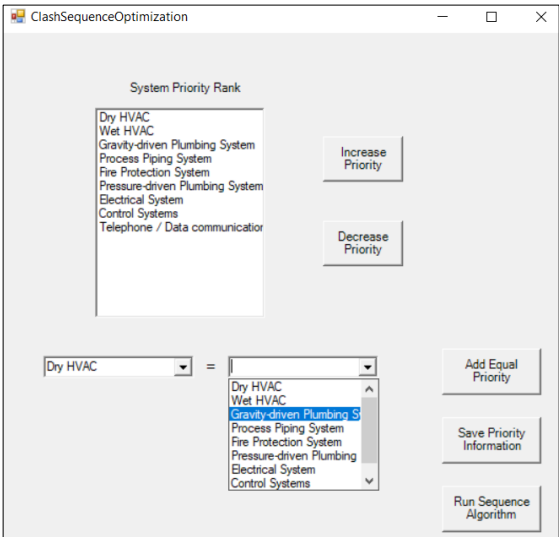 ClashSequenceOptimization
System Priority Rank
Dry HVAC
Wet HVAC
Gravity-driven Plumbing System
Process Piping System
Fire Protection System
Pressure-driven Plumbing System
Electrical System
Control Systems
Telephone / Data communication
Increase
Priority
Decrease
Priority
Dry HVAC =
Dry HVAC
Wet HVAC
Gravity-driven Plumbing S
Process Piping System
Fire Protection System
Pressure-driven Plumbing
Electrical System
Control Systems
Add Equal
Priority
Save Priority
Information
Run Sequence
Algorithm